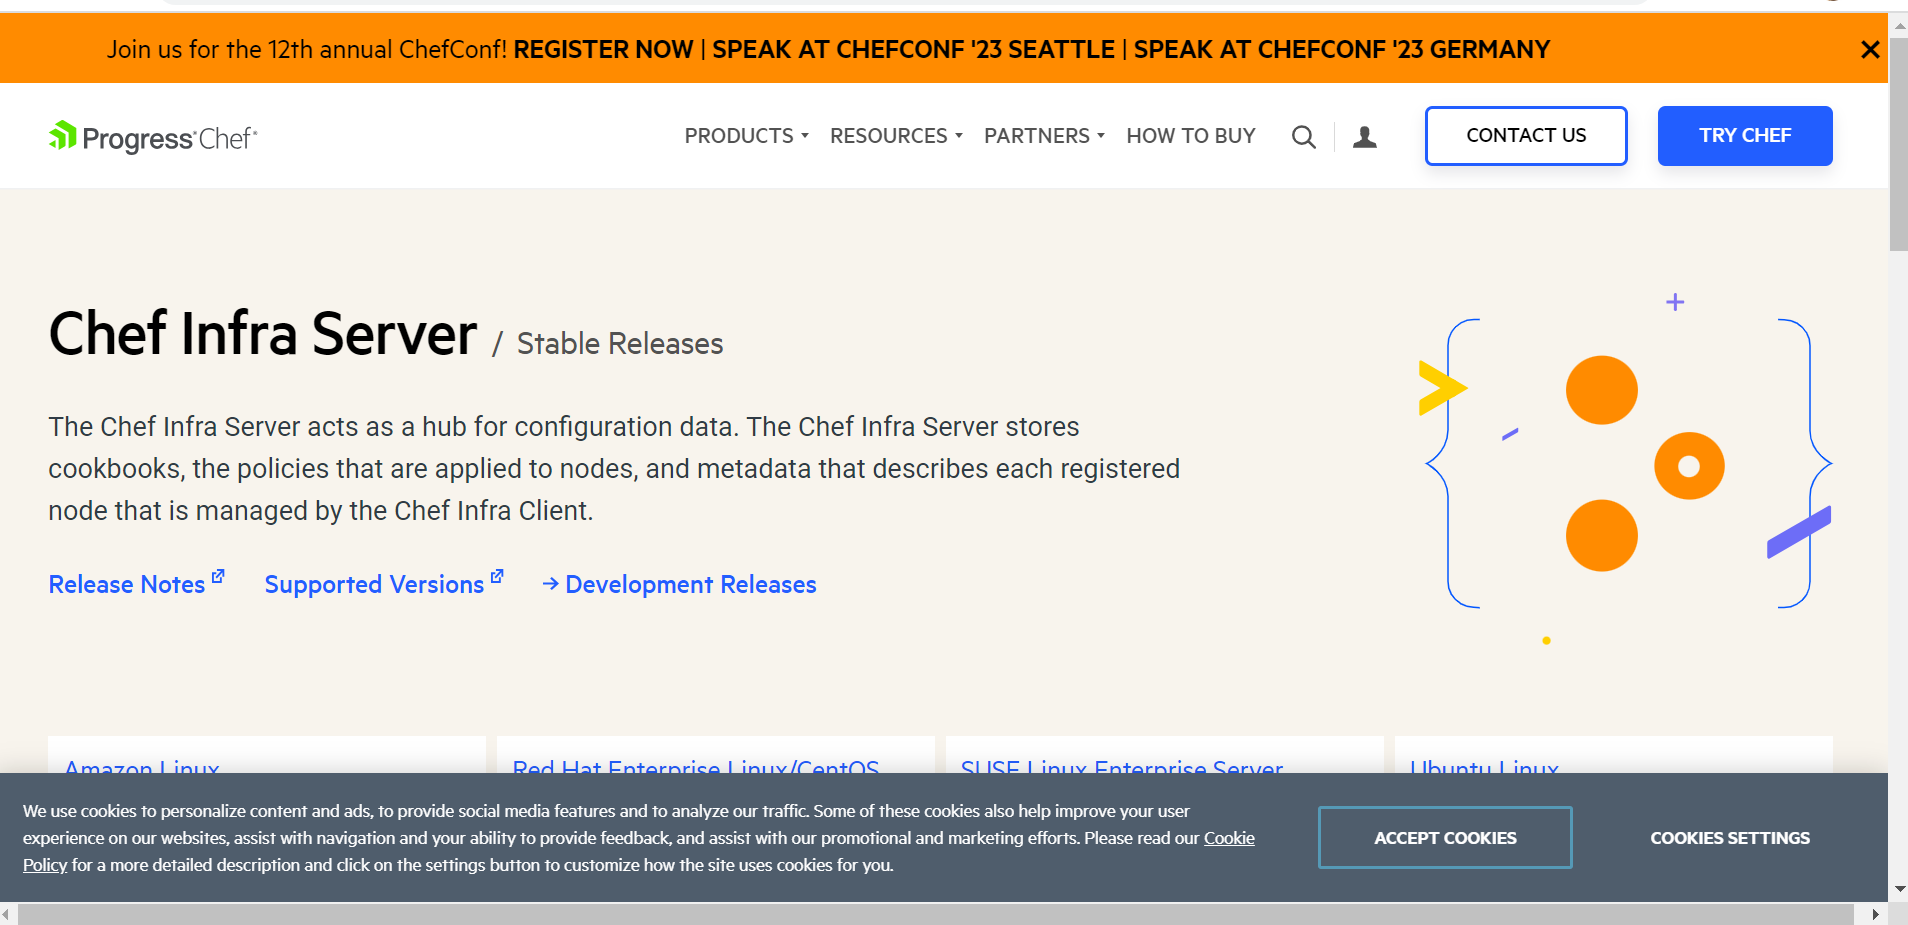 Join us for the 12th annual ChefConf! REGISTER NOW | SPEAK AT CHEFCONF '23 SEATTLE | SPEAK AT CHEFCONF '23 GERMANY
Progress Chef
PRODUCTS
RESOURCES
PARTNERS
HOW TO BUY
CONTACT US
TRY CHEF
Chef Infra Server / Stable Releases
The Chef Infra Server acts as a hub for configuration data. The Chef Infra Server stores
cookbooks, the policies that are applied to nodes, and metadata that describes each registered
node that is managed by the Chef Infra Client.
Release Notes
Supported Versions
→ Development Releases
Amazon Linux
Red Hat Enterprise Linux/CentOS
SUSE Linux Enterprise Server
Ubuntu Linux
We use cookies to personalize content and ads, to provide social media features and to analyze our traffic. Some of these cookies also help improve your user
experience on our websites, assist with navigation and your ability to provide feedback, and assist with our promotional and marketing efforts. Please read our Cookie
Policy for a more detailed description and click on the settings button to customize how the site uses cookies for you.
ACCEPT COOKIES
COOKIES SETTINGS